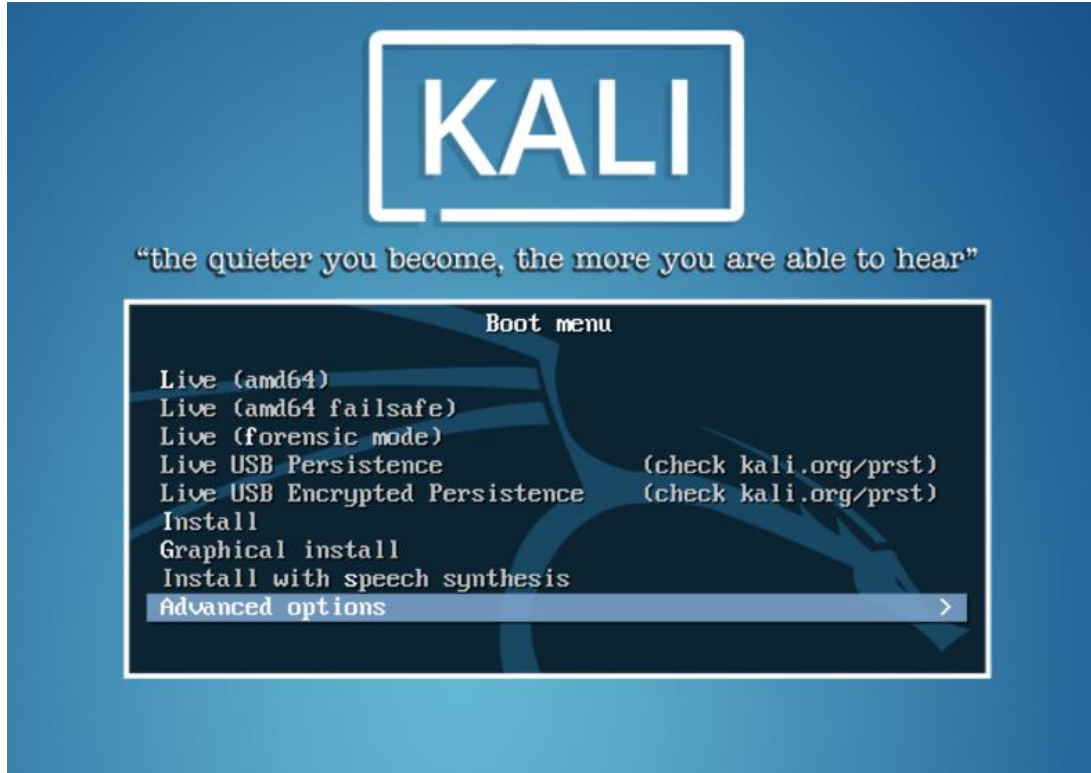 KALI
“the quieter you become, the more you are able to hear”
Boot menu
Live (amd64)
Live (amd64 failsafe)
Live (forensic mode)
Live USB Persistence (check kali.org/prst)
Live USB Encrypted Persistence (check kali.org/prst)
Install
Graphical install
Install with speech synthesis
Advanced options >